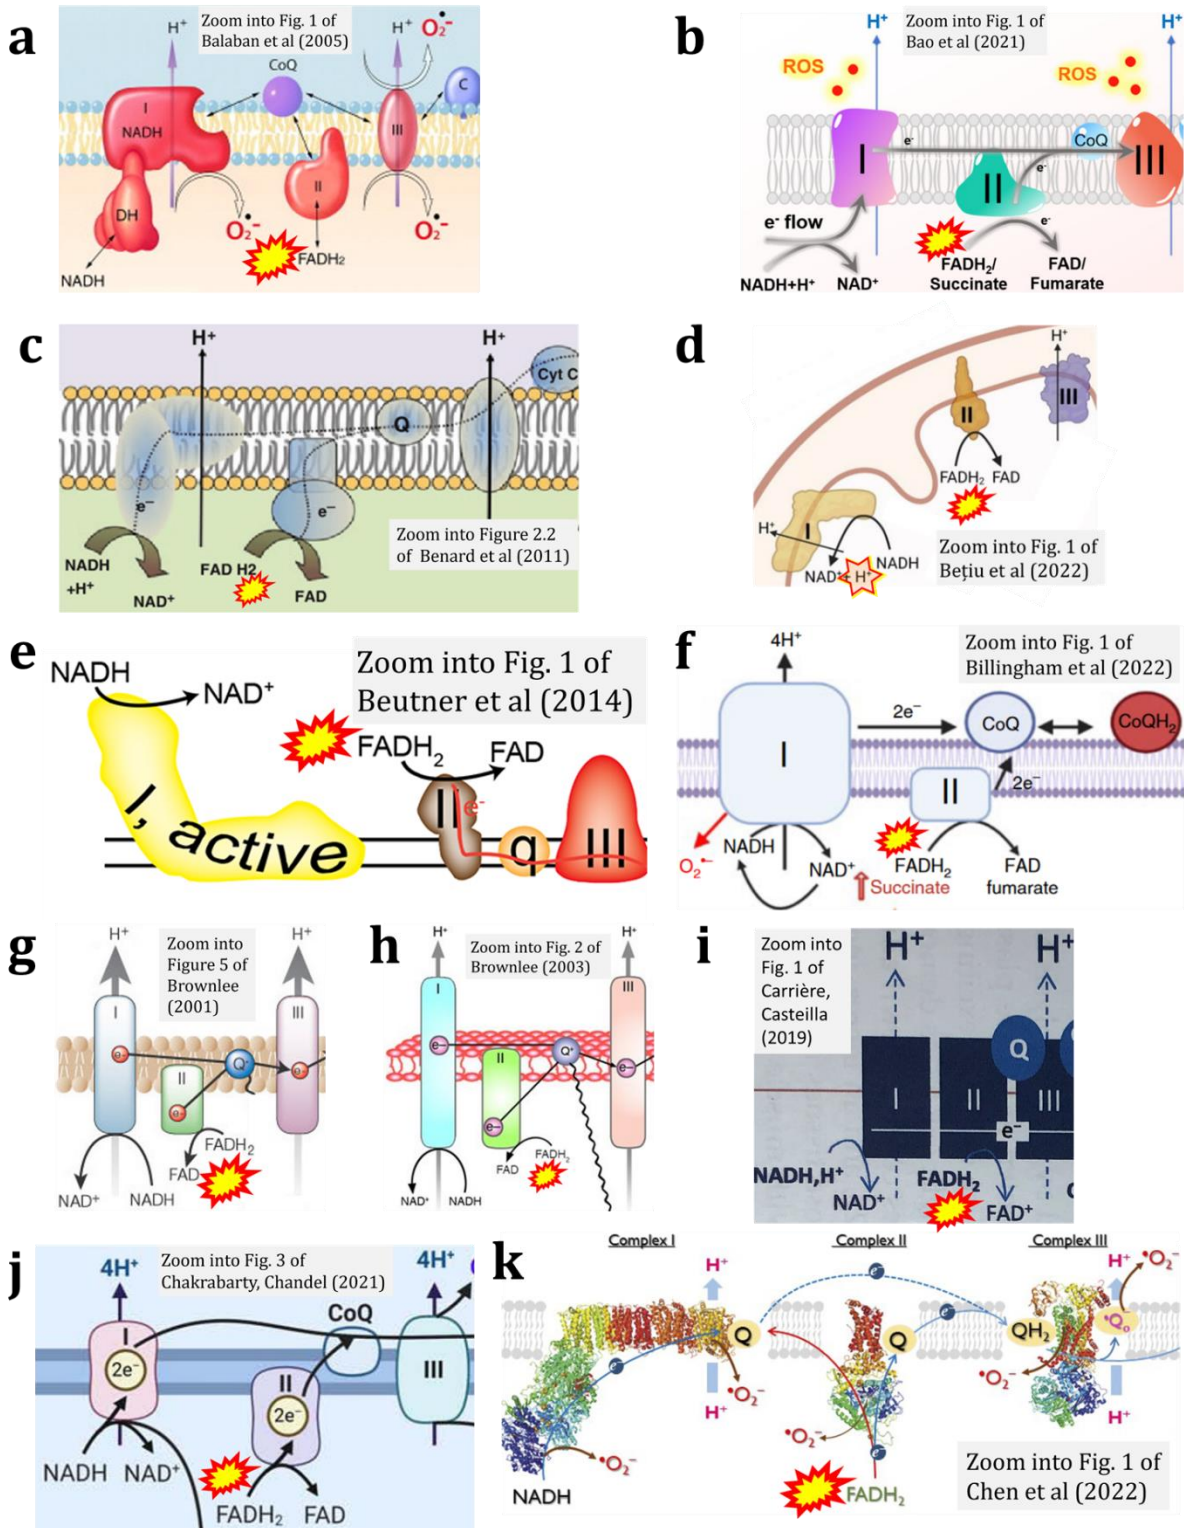 a
Zoom into Fig. 1 of
Balaban et al (2005)
H⁺
CoQ
H⁺
O₂•⁻
C
I
NADH
III
II
DH
O₂•⁻
O₂•⁻
FADH₂
NADH
b
Zoom into Fig. 1 of
Bao et al (2021)
H⁺
H⁺
ROS
ROS
e⁻
CoQ
I
II
III
e⁻
e⁻ flow
e⁻
NADH+H⁺
NAD⁺
FADH₂/
Succinate
FAD/
Fumarate
c
H⁺
H⁺
Cyt C
Q
e⁻
e⁻
Zoom into Figure 2.2
of Benard et al (2011)
NADH
+H⁺
NAD⁺
FAD H2
FAD
d
H⁺
II
III
FADH₂
FAD
I
H⁺
NAD⁺+ H⁺
NADH
Zoom into Fig. 1 of
Bețiu et al (2022)
e
Zoom into Fig. 1 of
Beutner et al (2014)
NADH
NAD⁺
FADH₂
FAD
I, active
II
e⁻
q
III
f
4H⁺
Zoom into Fig. 1 of
Billingham et al (2022)
2e⁻
CoQ
CoQH₂
I
II
2e⁻
O₂•⁻
NADH
NAD⁺
Succinate
FADH₂
FAD
fumarate
g
H⁺
Zoom into
Figure 5 of
Brownlee
(2001)
H⁺
I
III
e-
Q•
e-
II
e-
FADH₂
FAD
NAD⁺
NADH
h
H⁺
Zoom into Fig. 2 of
Brownlee (2003)
H⁺
I
III
e–
II
Q•
e–
e–
FAD
FADH₂
NAD⁺
NADH
i
Zoom into
Fig. 1 of
Carrière,
Casteilla
(2019)
H⁺
H⁺
Q
I
II
III
e⁻
NADH,H⁺
NAD⁺
FADH₂
FAD⁺
j
Zoom into Fig. 3 of
Chakrabarty, Chandel (2021)
4H⁺
4H⁺
CoQ
I
2e⁻
II
2e⁻
III
NADH
NAD⁺
FADH₂
FAD
k
Complex I
Complex II
Complex III
H⁺
e⁻
H⁺
•O₂⁻
Q
Q
e⁻
QH₂
•Qₒ
e⁻
•O₂⁻
•O₂⁻
H⁺
H⁺
•O₂⁻
•O₂⁻
e⁻
NADH
FADH₂
Zoom into Fig. 1 of
Chen et al (2022)